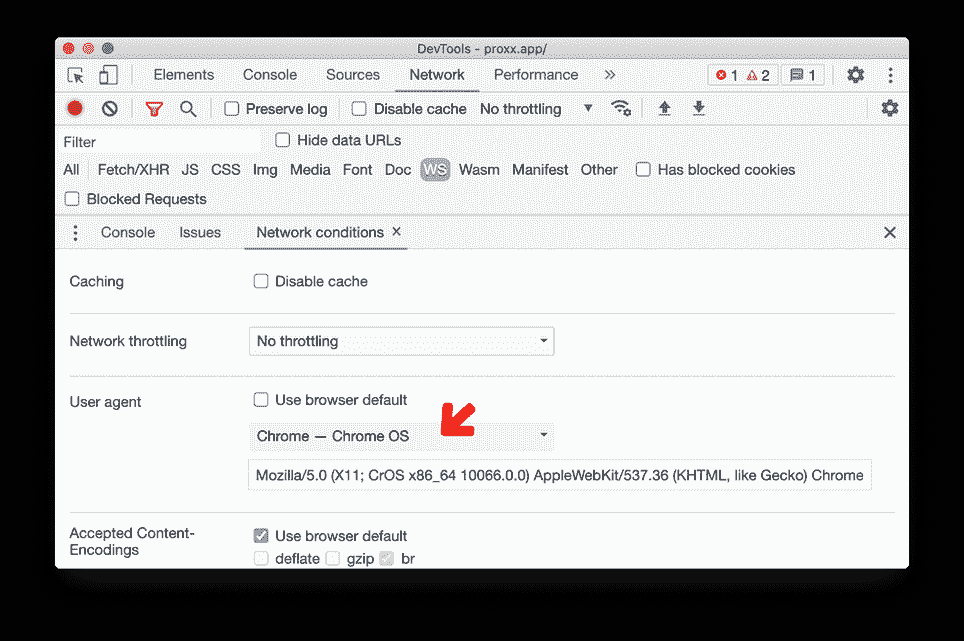 DevTools - proxx.app/
Elements Console Sources Network Performance » 1 2 1
Preserve log Disable cache No throttling
Filter Hide data URLs
All Fetch/XHR JS CSS Img Media Font Doc WS Wasm Manifest Other Has blocked cookies
Blocked Requests
Console Issues Network conditions ×
Caching Disable cache
Network throttling No throttling
User agent Use browser default
Chrome — Chrome OS
Mozilla/5.0 (X11; CrOS x86_64 10066.0.0) AppleWebKit/537.36 (KHTML, like Gecko) Chrome
Accepted Content-
Encodings
Use browser default
deflate gzip br